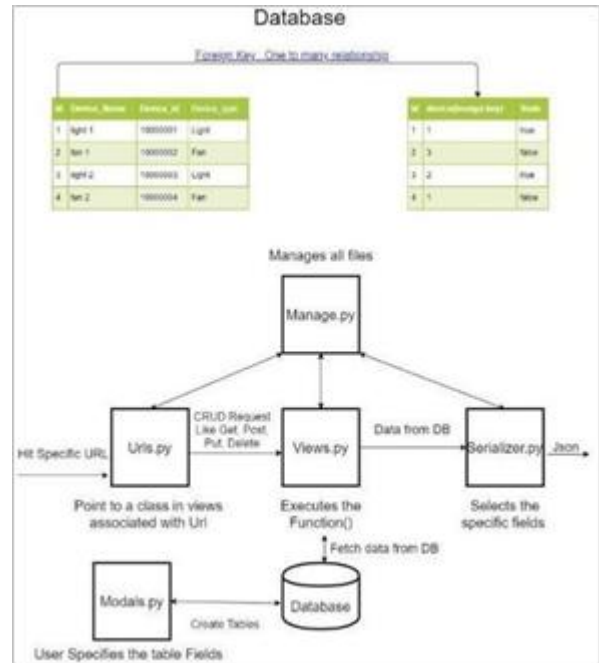 Database
Foreign Key : One to many relationship
id Device_Name Device_id Device_type
1 light 1 10000001 Light
2 fan 1 10000002 Fan
3 light 2 10000003 Light
4 fan 2 10000004 Fan
id State
1 1 true
2 3 false
3 2 true
4 1 false
Manages all files
Manage.py
Hit Specific URL
Urls.py
CRUD Request
Like Get, Post,
Put, Delete
Views.py
Data from DB
Serializer.py
Json
Point to a class in views
associated with Url
Executes the
Function()
Selects the
specific fields
Fetch data from DB
Modals.py
Create Tables
Database
User Specifies the table Fields